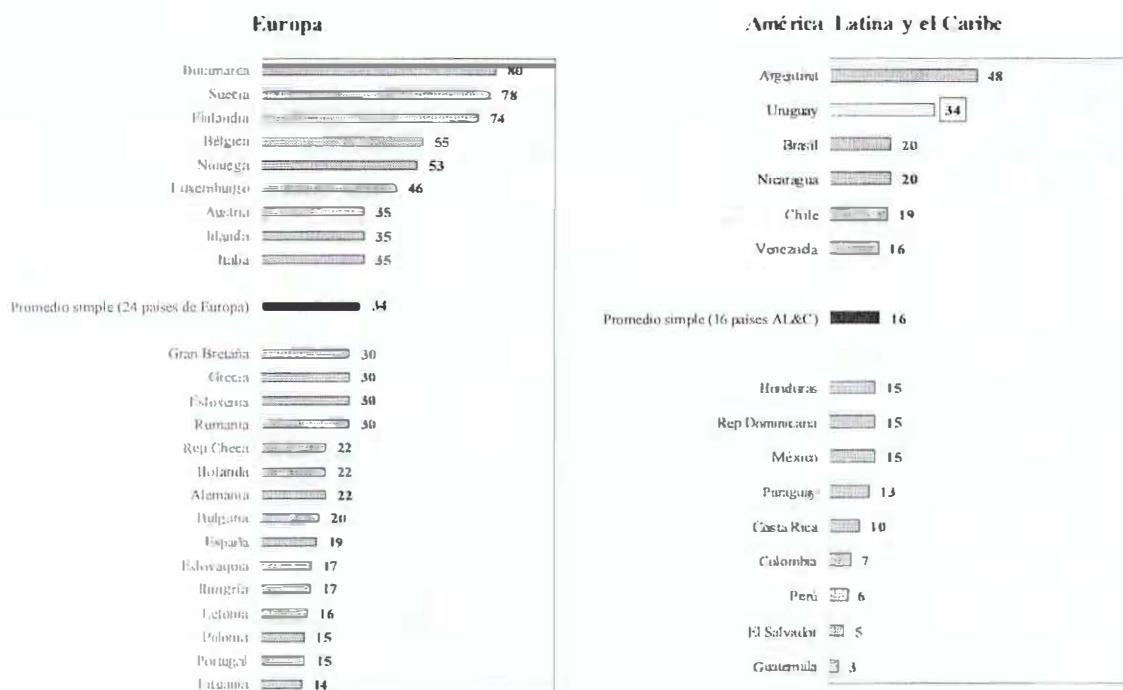 Europa
Dinamarca 80
Suecia 78
Finlandia 74
Bélgica 55
Noruega 53
Luxemburgo 46
Austria 35
Irlanda 35
Italia 35
Promedio simple (24 países de Europa) 34
Gran Bretaña 30
Grecia 30
Eslovenia 30
Rumania 30
Rep Checa 22
Holanda 22
Alemania 22
Bulgaria 20
España 19
Eslovaquia 17
Hungría 17
Letonia 16
Polonia 15
Portugal 15
Lituania 14
América Latina y el Caribe
Argentina 48
Uruguay 34
Brasil 20
Nicaragua 20
Chile 19
Venezuela 16
Promedio simple (16 países AL&C) 16
Honduras 15
Rep Dominicana 15
México 15
Paraguay 13
Costa Rica 10
Colombia 7
Perú 6
El Salvador 5
Guatemala 3